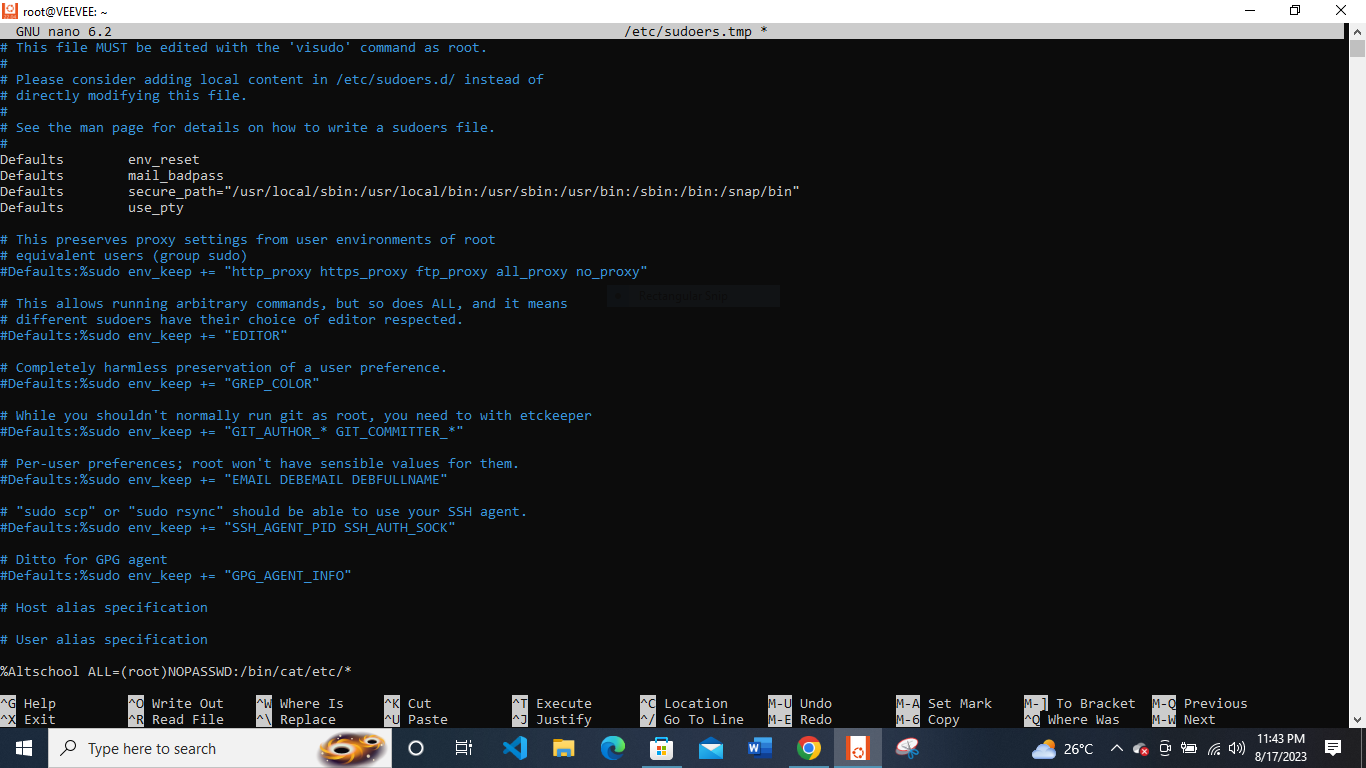 root@VEEVEE: ~
GNU nano 6.2 /etc/sudoers.tmp *
# This file MUST be edited with the 'visudo' command as root.
#
# Please consider adding local content in /etc/sudoers.d/ instead of
# directly modifying this file.
#
# See the man page for details on how to write a sudoers file.
#
Defaults env_reset
Defaults mail_badpass
Defaults secure_path="/usr/local/sbin:/usr/local/bin:/usr/sbin:/usr/bin:/sbin:/bin:/snap/bin"
Defaults use_pty
# This preserves proxy settings from user environments of root
# equivalent users (group sudo)
#Defaults:%sudo env_keep += "http_proxy https_proxy ftp_proxy all_proxy no_proxy"
# This allows running arbitrary commands, but so does ALL, and it means
# different sudoers have their choice of editor respected.
#Defaults:%sudo env_keep += "EDITOR"
# Completely harmless preservation of a user preference.
#Defaults:%sudo env_keep += "GREP_COLOR"
# While you shouldn't normally run git as root, you need to with etckeeper
#Defaults:%sudo env_keep += "GIT_AUTHOR_* GIT_COMMITTER_*"
# Per-user preferences; root won't have sensible values for them.
#Defaults:%sudo env_keep += "EMAIL DEBEMAIL DEBFULLNAME"
# "sudo scp" or "sudo rsync" should be able to use your SSH agent.
#Defaults:%sudo env_keep += "SSH_AGENT_PID SSH_AUTH_SOCK"
# Ditto for GPG agent
#Defaults:%sudo env_keep += "GPG_AGENT_INFO"
# Host alias specification
# User alias specification
%Altschool ALL=(root)NOPASSWD:/bin/cat/etc/*
^G Help ^O Write Out ^W Where Is ^K Cut ^T Execute ^C Location M-U Undo M-A Set Mark M-] To Bracket M-Q Previous
^X Exit ^R Read File ^\ Replace ^U Paste ^J Justify ^/ Go To Line M-E Redo M-6 Copy ^Q Where Was M-W Next
Type here to search 26°C 11:43 PM
8/17/2023